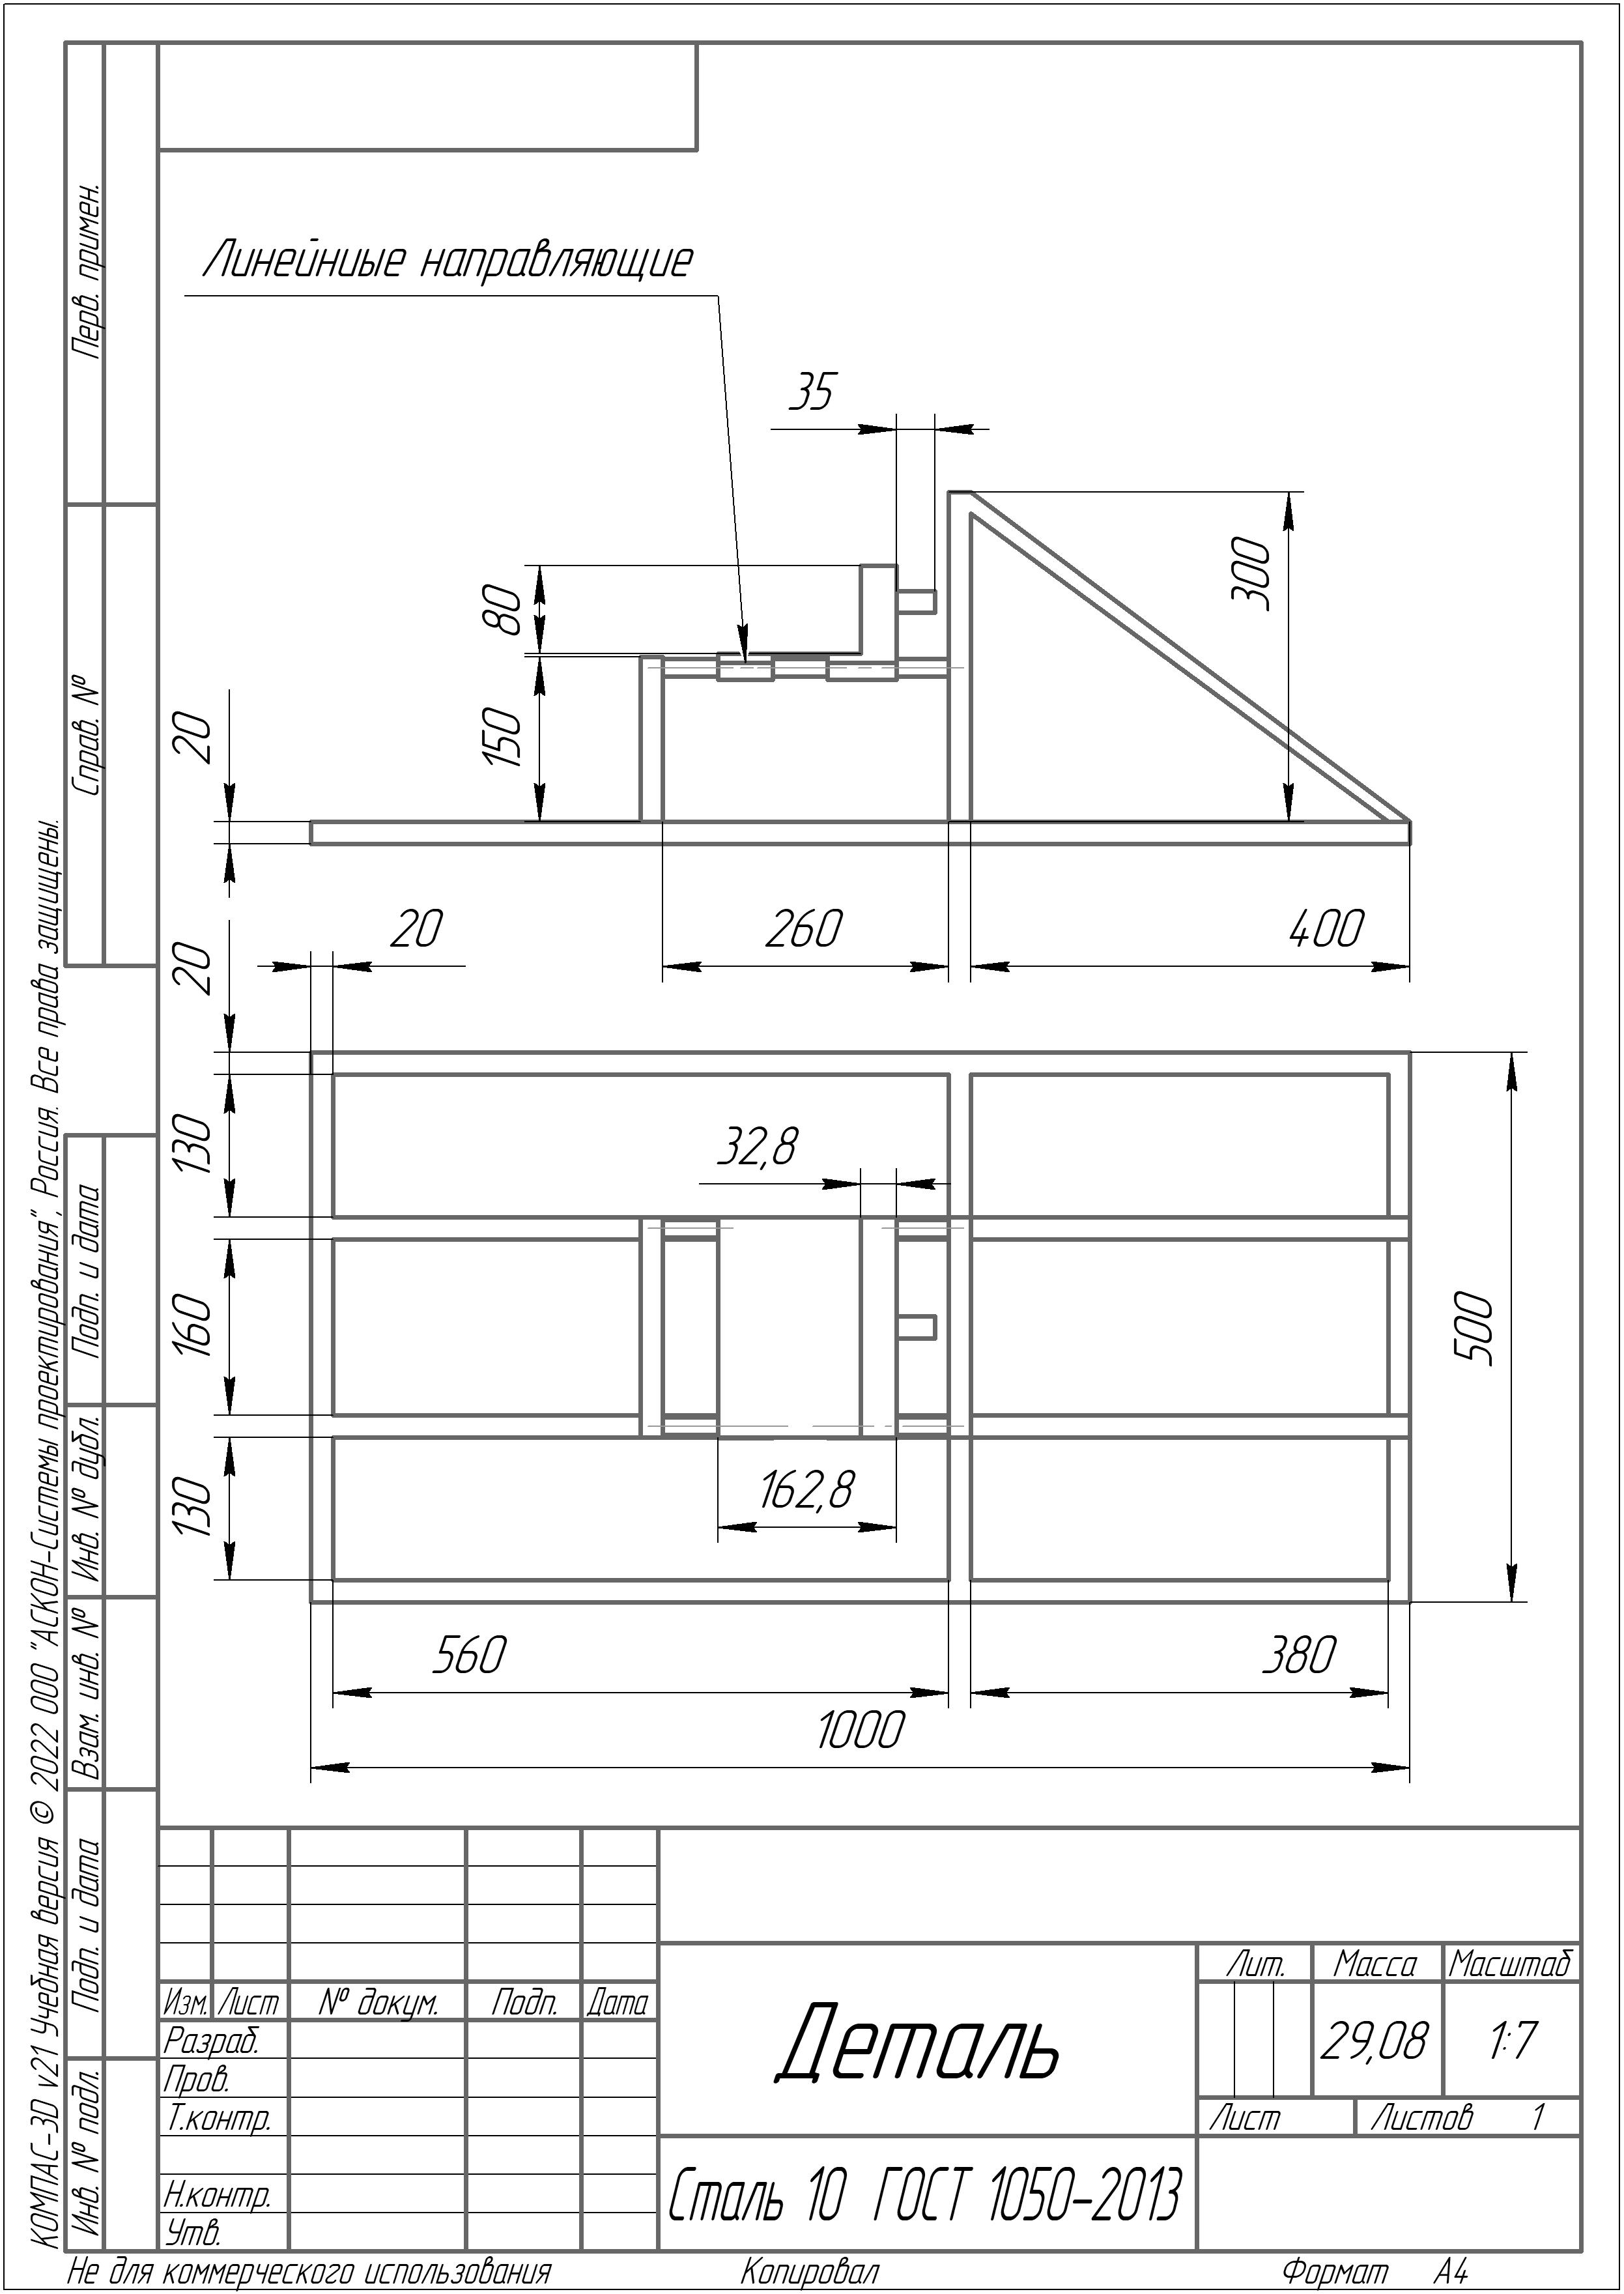 Перв. примен.
Справ. №
Линейниые направляющие
35
300
80
150
20
20
260
400
20
130
32,8
160
500
162,8
130
560
380
1000
Подп. и дата
Инв. № дубл.
Взам. инв. №
Подп. и дата
Инв. № подл.
КОМПАС-3D v21 Учебная версия © 2022 ООО "АСКОН-Системы проектирования", Россия. Все права защищены.
Изм. Лист № докум. Подп. Дата
Разраб.
Пров.
Т.контр.
Н.контр.
Утв.
Деталь
Лит. Масса Масштаб
29,08 1:7
Лист Листов 1
Сталь 10 ГОСТ 1050-2013
Не для коммерческого использования Копировал Формат А4